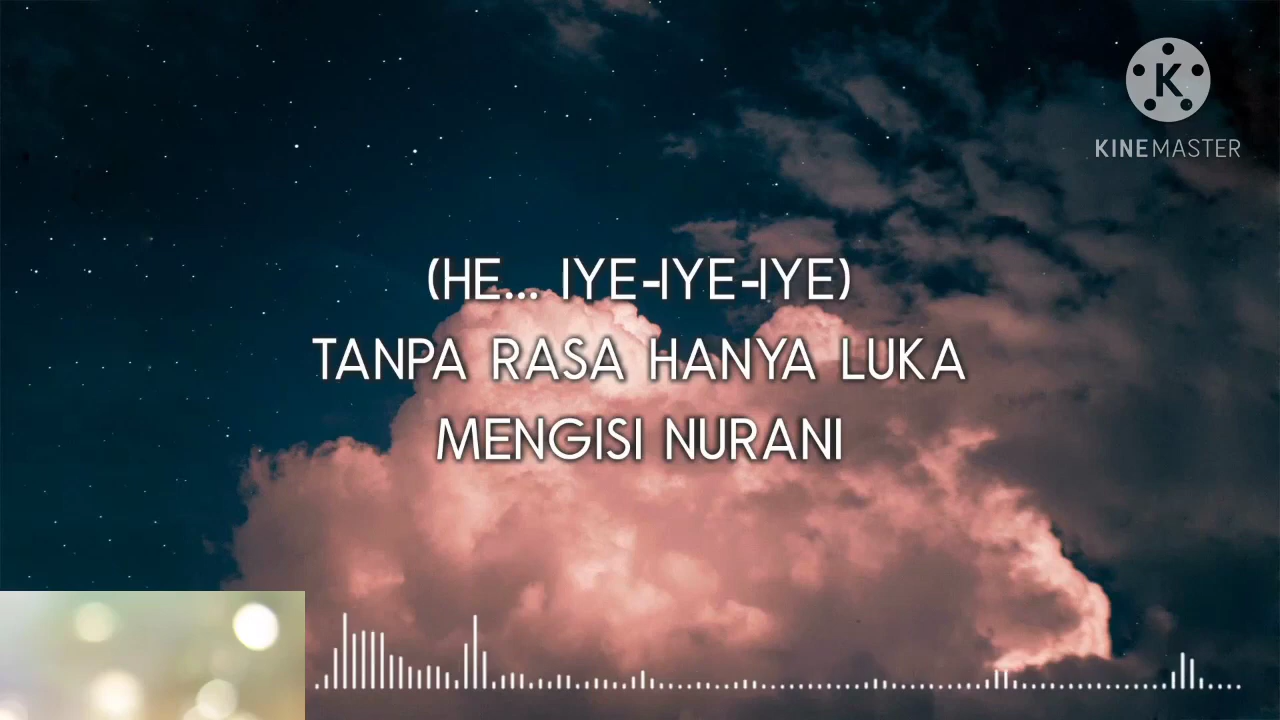 K
KINEMASTER
(HE... IYE-IYE-IYE)
TANPA RASA HANYA LUKA
MENGISI NURANI